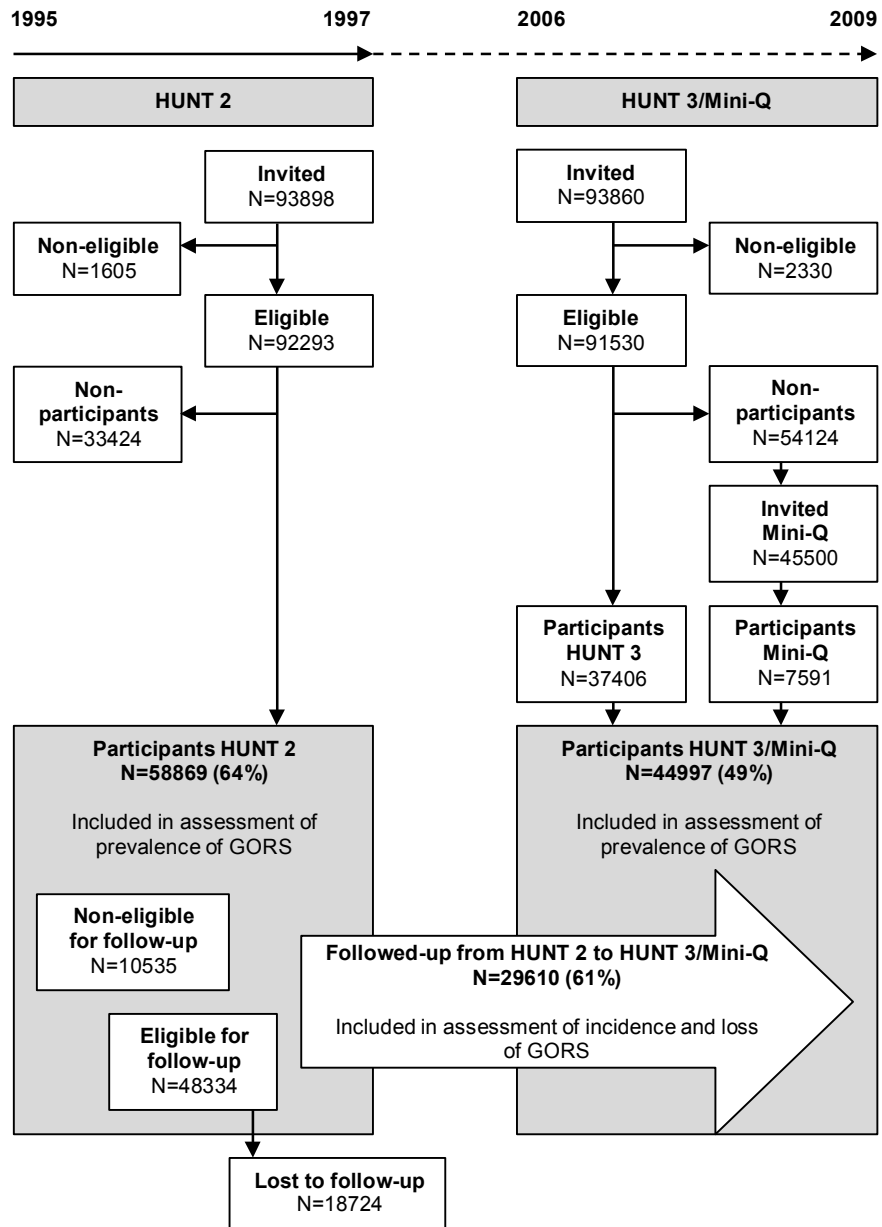 1995
1997
2006
2009
HUNT 2
Invited
N=93898
Non-eligible
N=1605
Eligible
N=92293
Non-
participants
N=33424
Participants HUNT 2
N=58869 (64%)
Included in assessment of
prevalence of GORS
Non-eligible
for follow-up
N=10535
Eligible for
follow-up
N=48334
Lost to follow-up
N=18724
HUNT 3/Mini-Q
Invited
N=93860
Non-eligible
N=2330
Eligible
N=91530
Non-
participants
N=54124
Invited
Mini-Q
N=45500
Participants
HUNT 3
N=37406
Participants
Mini-Q
N=7591
Participants HUNT 3/Mini-Q
N=44997 (49%)
Included in assessment of
prevalence of GORS
Followed-up from HUNT 2 to HUNT 3/Mini-Q
N=29610 (61%)
Included in assessment of incidence and loss
of GORS